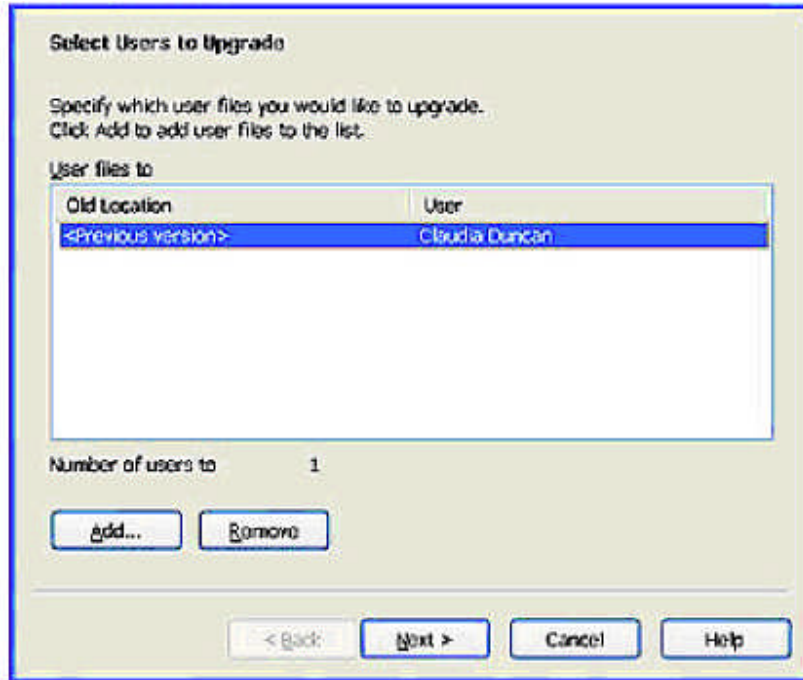 Select Users to Upgrade
Specify which user files you would like to upgrade.
Click Add to add user files to the list.
User files to
Old Location User
<Previous version> Claudia Duncan
Number of users to 1
Add... Remove
< Back Next > Cancel Help